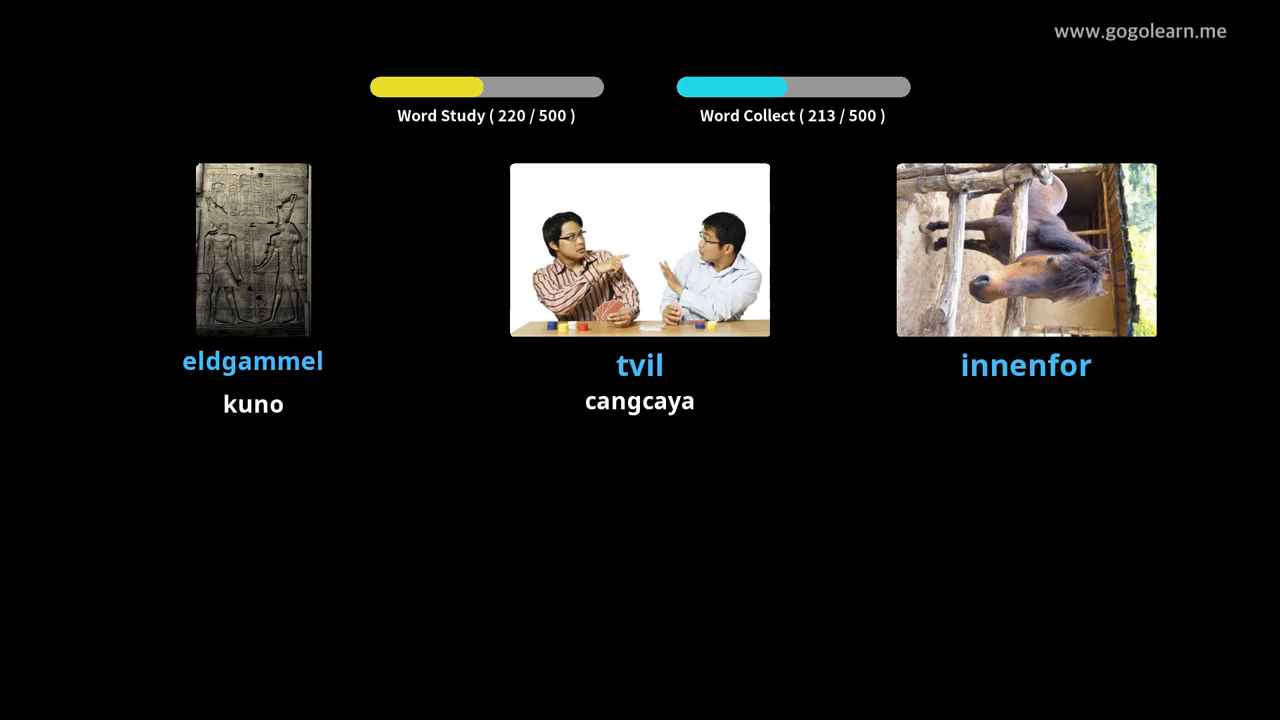 www.gogolearn.me
Word Study ( 220 / 500 )
Word Collect ( 213 / 500 )
eldgammel
tvil
innenfor
kuno
cangcaya